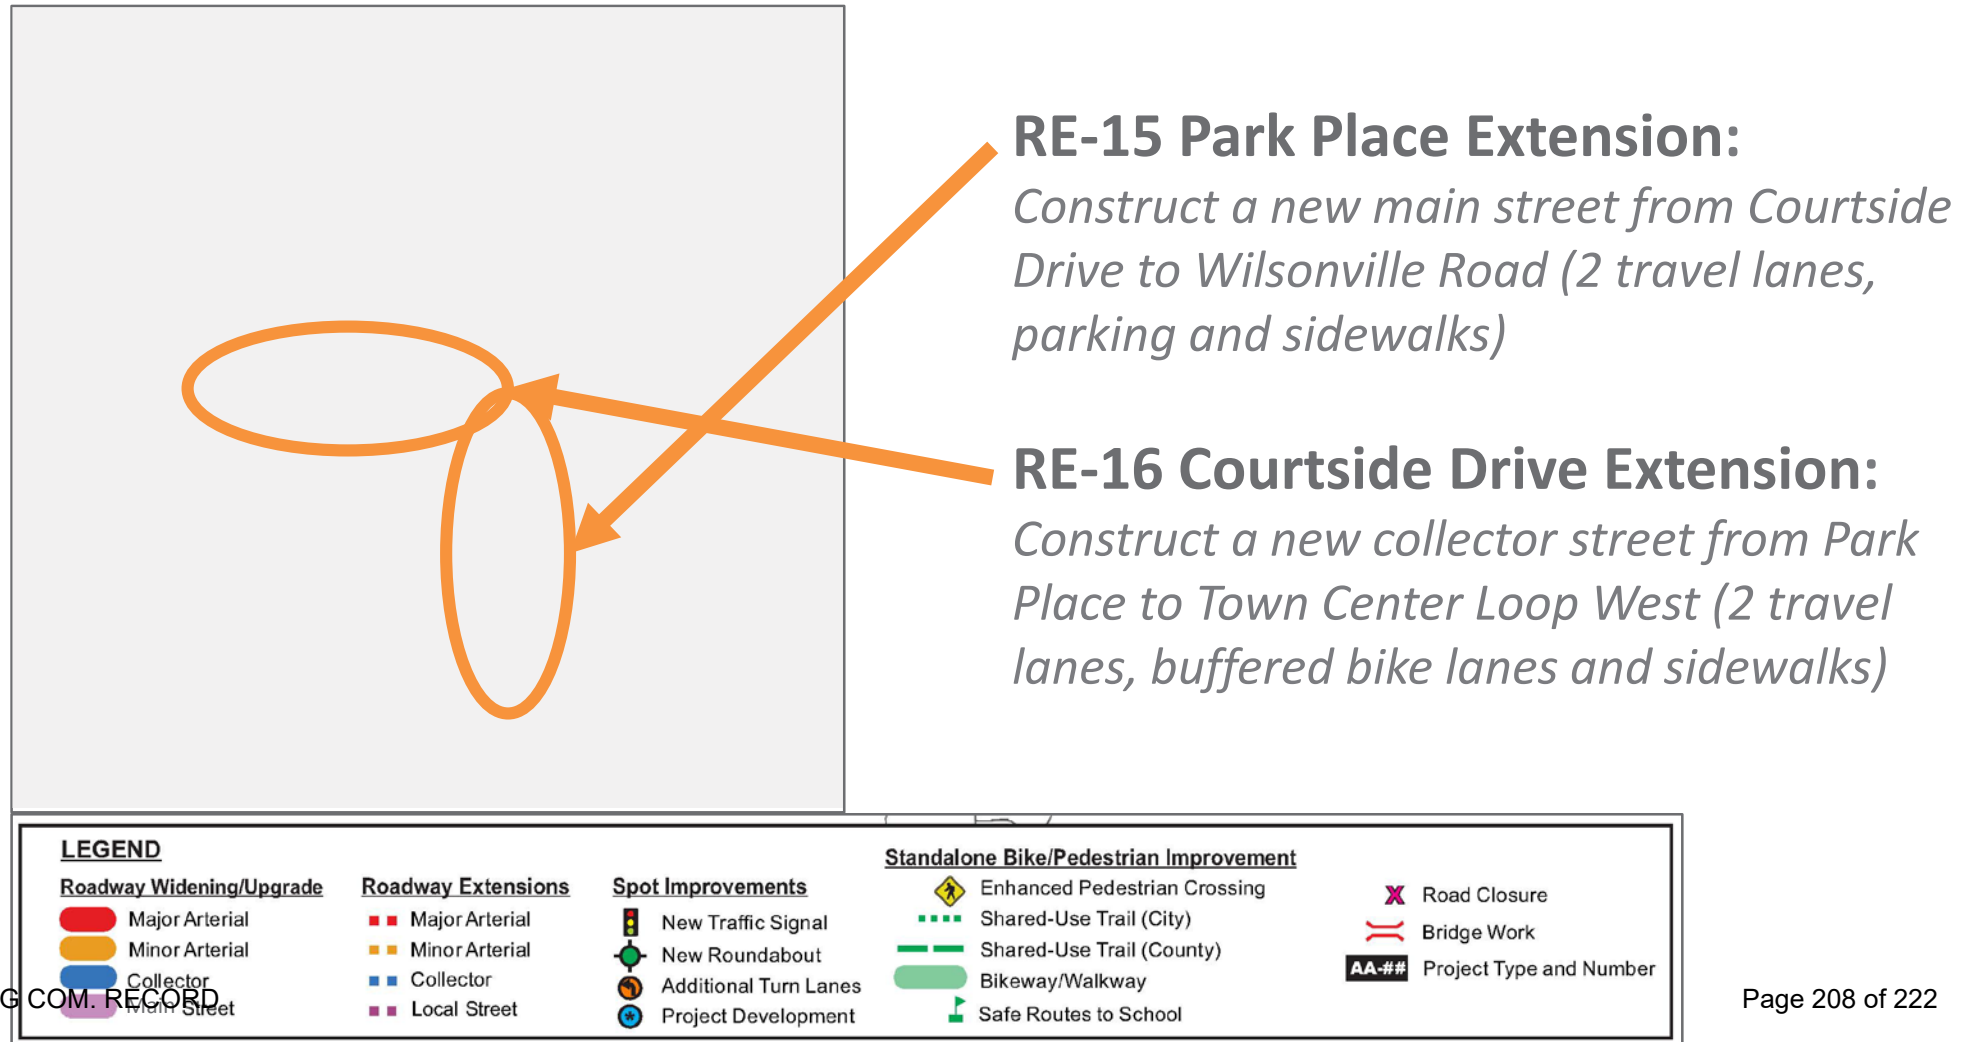 RE-15 Park Place Extension:
Construct a new main street from Courtside
Drive to Wilsonville Road (2 travel lanes,
parking and sidewalks)
RE-16 Courtside Drive Extension:
Construct a new collector street from Park
Place to Town Center Loop West (2 travel
lanes, buffered bike lanes and sidewalks)
LEGEND
Roadway Widening/Upgrade
Major Arterial
Minor Arterial
Collector
Main Street
Roadway Extensions
Major Arterial
Minor Arterial
Collector
Local Street
Spot Improvements
New Traffic Signal
New Roundabout
Additional Turn Lanes
Project Development
Standalone Bike/Pedestrian Improvement
Enhanced Pedestrian Crossing
Shared-Use Trail (City)
Shared-Use Trail (County)
Bikeway/Walkway
Safe Routes to School
X Road Closure
Bridge Work
AA-## Project Type and Number
G COM. RECORD
Page 208 of 222